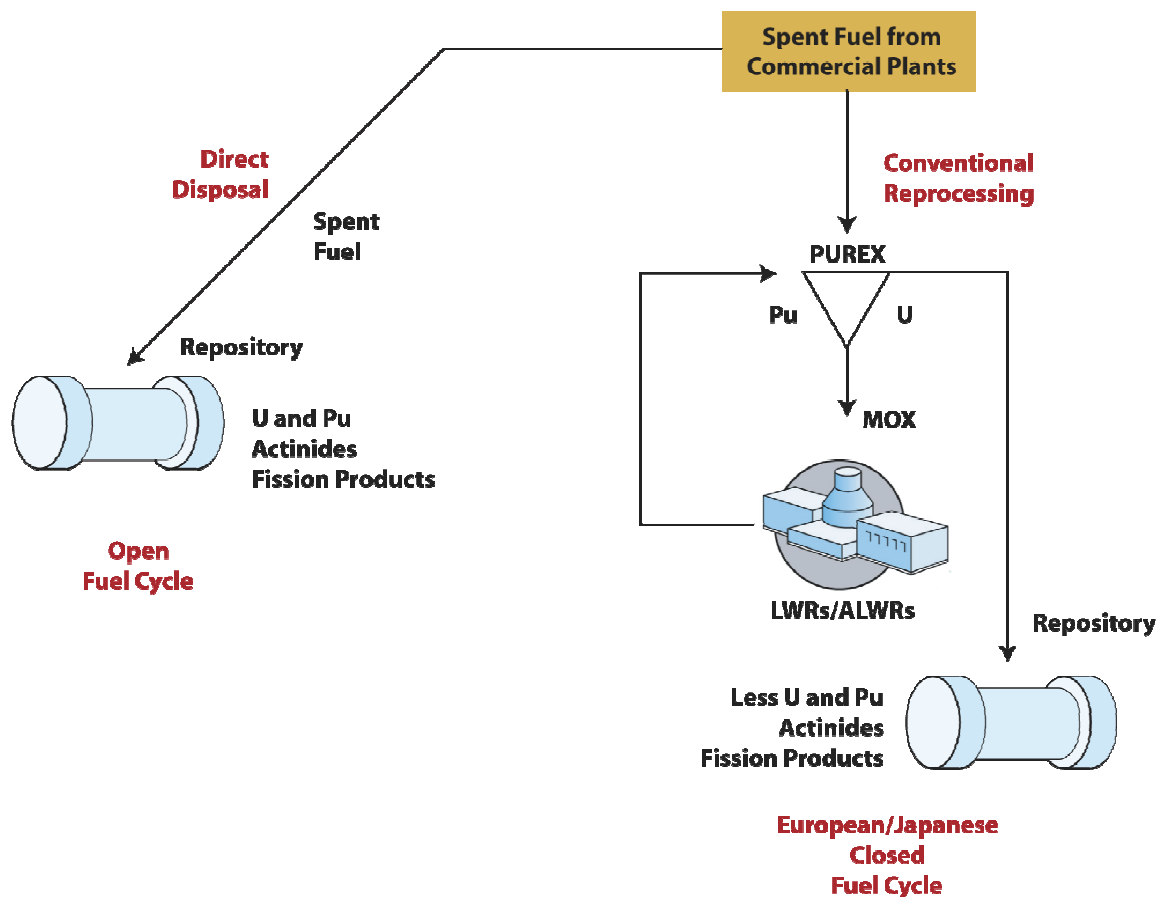 Spent Fuel from
Commercial Plants
Direct
Disposal
Conventional
Reprocessing
Spent
Fuel
PUREX
Pu
U
Repository
U and Pu
Actinides
Fission Products
MOX
Open
Fuel Cycle
LWRs/ALWRs
Repository
Less U and Pu
Actinides
Fission Products
European/Japanese
Closed
Fuel Cycle